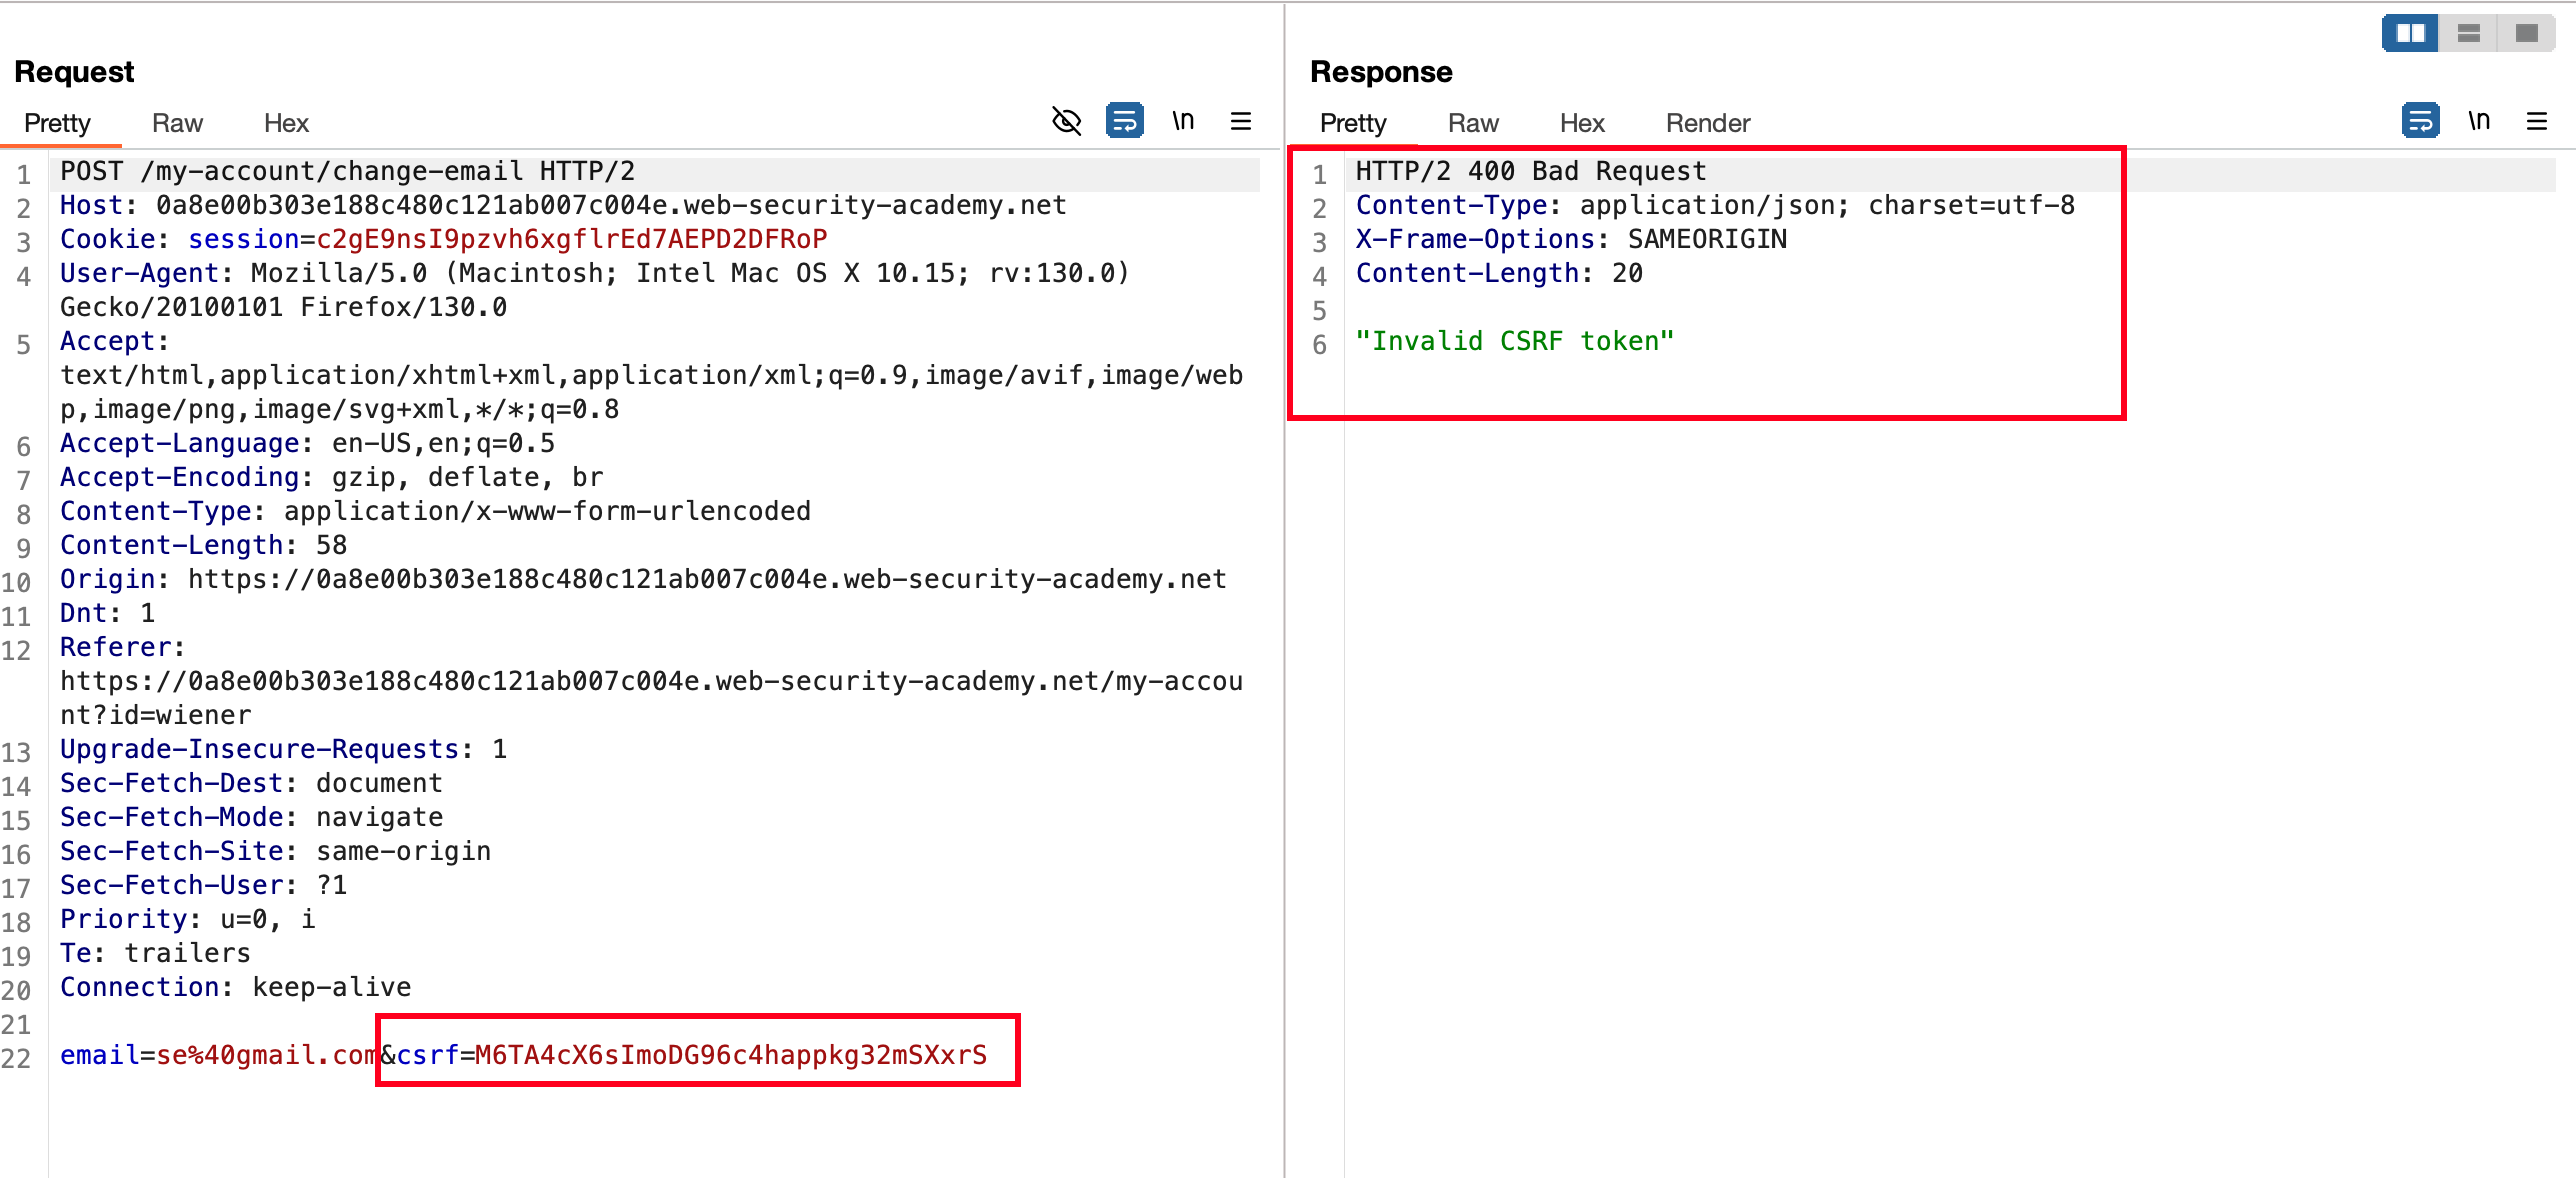 Request
Pretty Raw Hex \n
1 POST /my-account/change-email HTTP/2
2 Host: 0a8e00b303e188c480c121ab007c004e.web-security-academy.net
3 Cookie: session=c2gE9nsI9pzvh6xgflrEd7AEPD2DFRoP
4 User-Agent: Mozilla/5.0 (Macintosh; Intel Mac OS X 10.15; rv:130.0)
Gecko/20100101 Firefox/130.0
5 Accept:
text/html,application/xhtml+xml,application/xml;q=0.9,image/avif,image/web
p,image/png,image/svg+xml,*/*;q=0.8
6 Accept-Language: en-US,en;q=0.5
7 Accept-Encoding: gzip, deflate, br
8 Content-Type: application/x-www-form-urlencoded
9 Content-Length: 58
10 Origin: https://0a8e00b303e188c480c121ab007c004e.web-security-academy.net
11 Dnt: 1
12 Referer:
https://0a8e00b303e188c480c121ab007c004e.web-security-academy.net/my-accou
nt?id=wiener
13 Upgrade-Insecure-Requests: 1
14 Sec-Fetch-Dest: document
15 Sec-Fetch-Mode: navigate
16 Sec-Fetch-Site: same-origin
17 Sec-Fetch-User: ?1
18 Priority: u=0, i
19 Te: trailers
20 Connection: keep-alive
21
22 email=se%40gmail.com&csrf=M6TA4cX6sImoDG96c4happkg32mSXxrS
Response
Pretty Raw Hex Render \n
1 HTTP/2 400 Bad Request
2 Content-Type: application/json; charset=utf-8
3 X-Frame-Options: SAMEORIGIN
4 Content-Length: 20
5
6 "Invalid CSRF token"